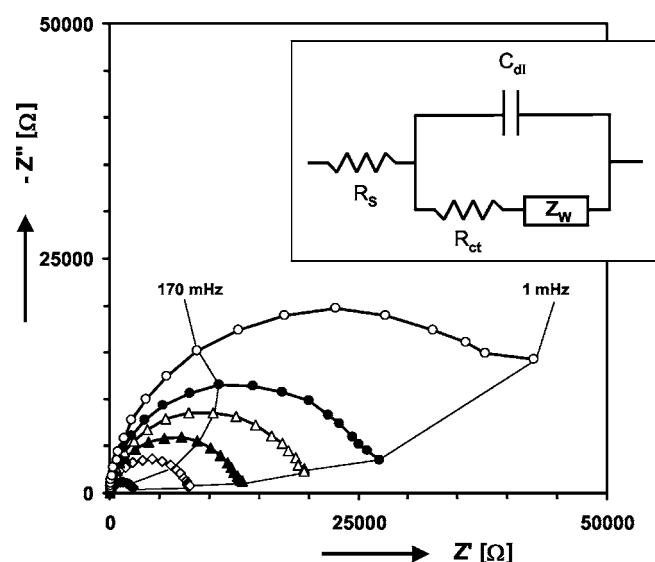 50000
- Z" [Ω]
C_dl
R_s
R_ct
Z_w
25000
170 mHz
1 mHz
0
0
25000
50000
Z' [Ω]